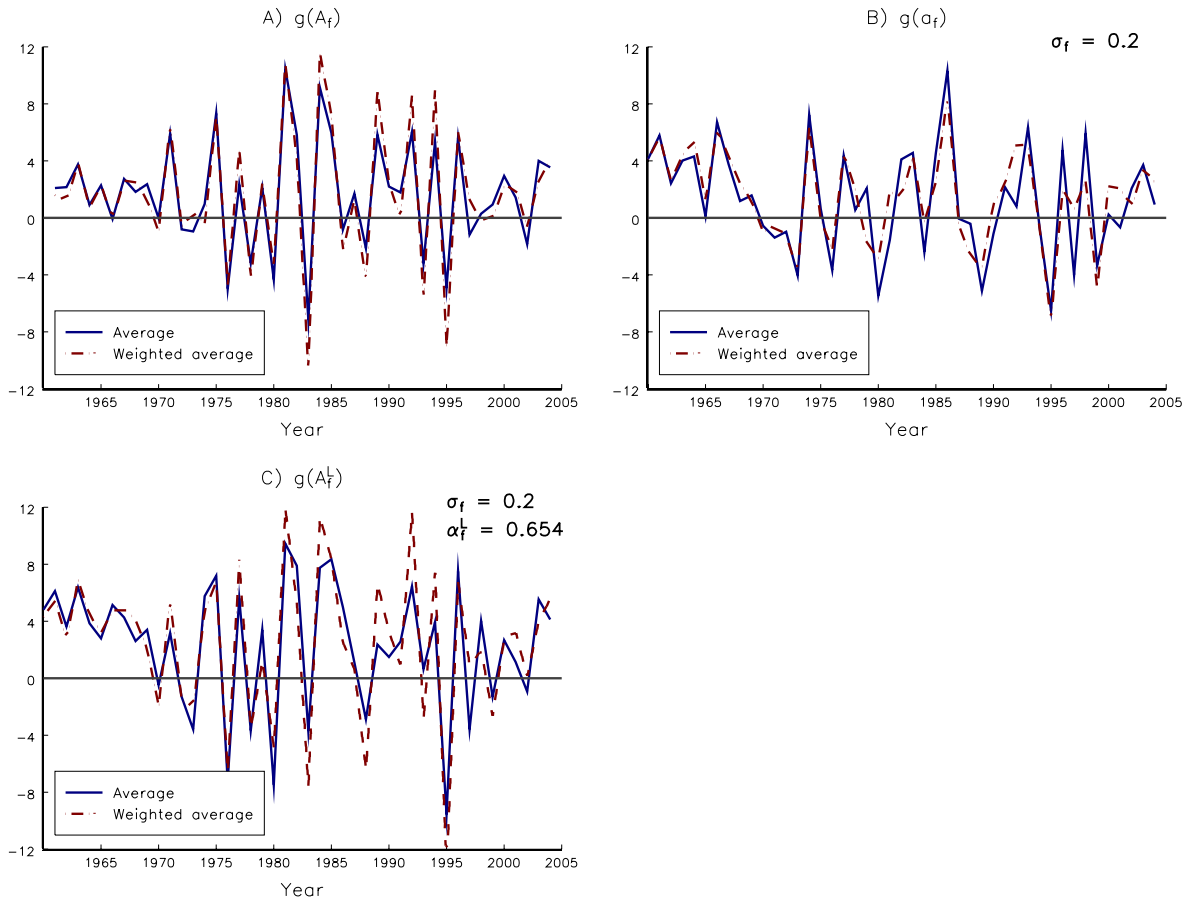 A) g(A_f)
12
8
4
0
−4
−8
−12
Average
Weighted average
1965 1970 1975 1980 1985 1990 1995 2000 2005
Year
B) g(a_f)
σ_f = 0.2
12
8
4
0
−4
−8
−12
Average
Weighted average
1965 1970 1975 1980 1985 1990 1995 2000 2005
Year
C) g(A_f^L)
σ_f = 0.2
α_f^L = 0.654
12
8
4
0
−4
−8
−12
Average
Weighted average
1965 1970 1975 1980 1985 1990 1995 2000 2005
Year